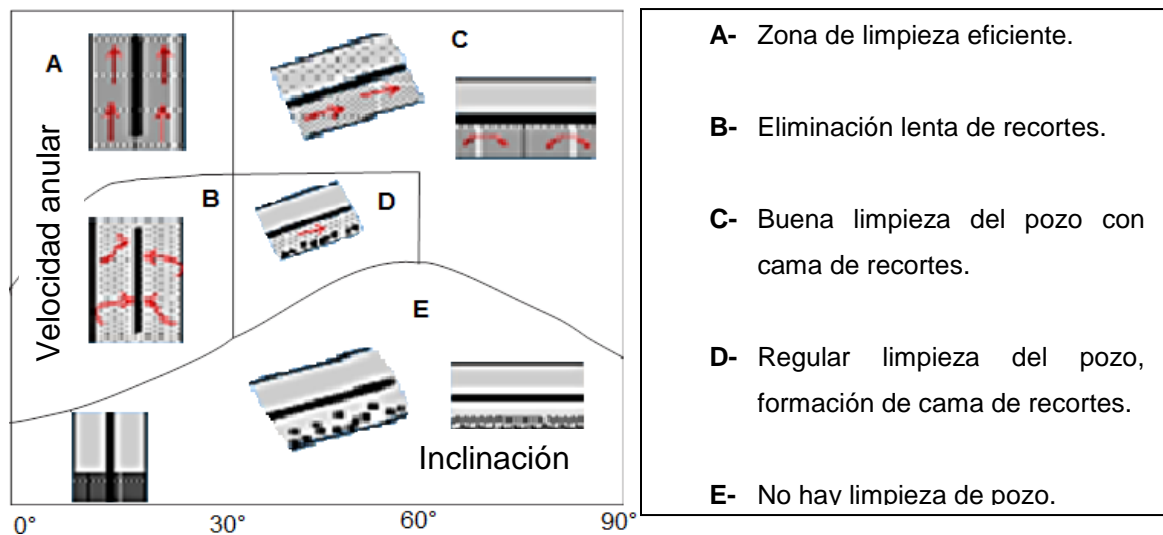 A
C
B
D
E
Velocidad anular
Inclinación
0°
30°
60°
90°
A- Zona de limpieza eficiente.
B- Eliminación lenta de recortes.
C- Buena limpieza del pozo con
cama de recortes.
D- Regular limpieza del pozo,
formación de cama de recortes.
E- No hay limpieza de pozo.